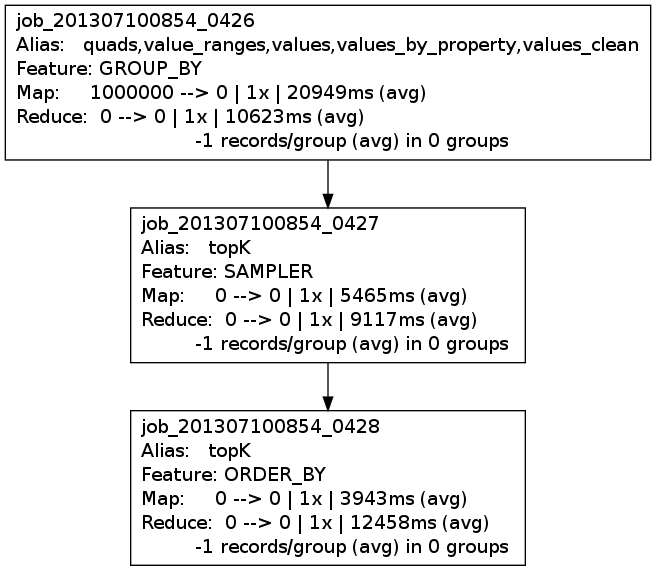 job_201307100854_0426
Alias: quads,value_ranges,values,values_by_property,values_clean
Feature: GROUP_BY
Map: 1000000 --> 0 | 1x | 20949ms (avg)
Reduce: 0 --> 0 | 1x | 10623ms (avg)
-1 records/group (avg) in 0 groups
job_201307100854_0427
Alias: topK
Feature: SAMPLER
Map: 0 --> 0 | 1x | 5465ms (avg)
Reduce: 0 --> 0 | 1x | 9117ms (avg)
-1 records/group (avg) in 0 groups
job_201307100854_0428
Alias: topK
Feature: ORDER_BY
Map: 0 --> 0 | 1x | 3943ms (avg)
Reduce: 0 --> 0 | 1x | 12458ms (avg)
-1 records/group (avg) in 0 groups